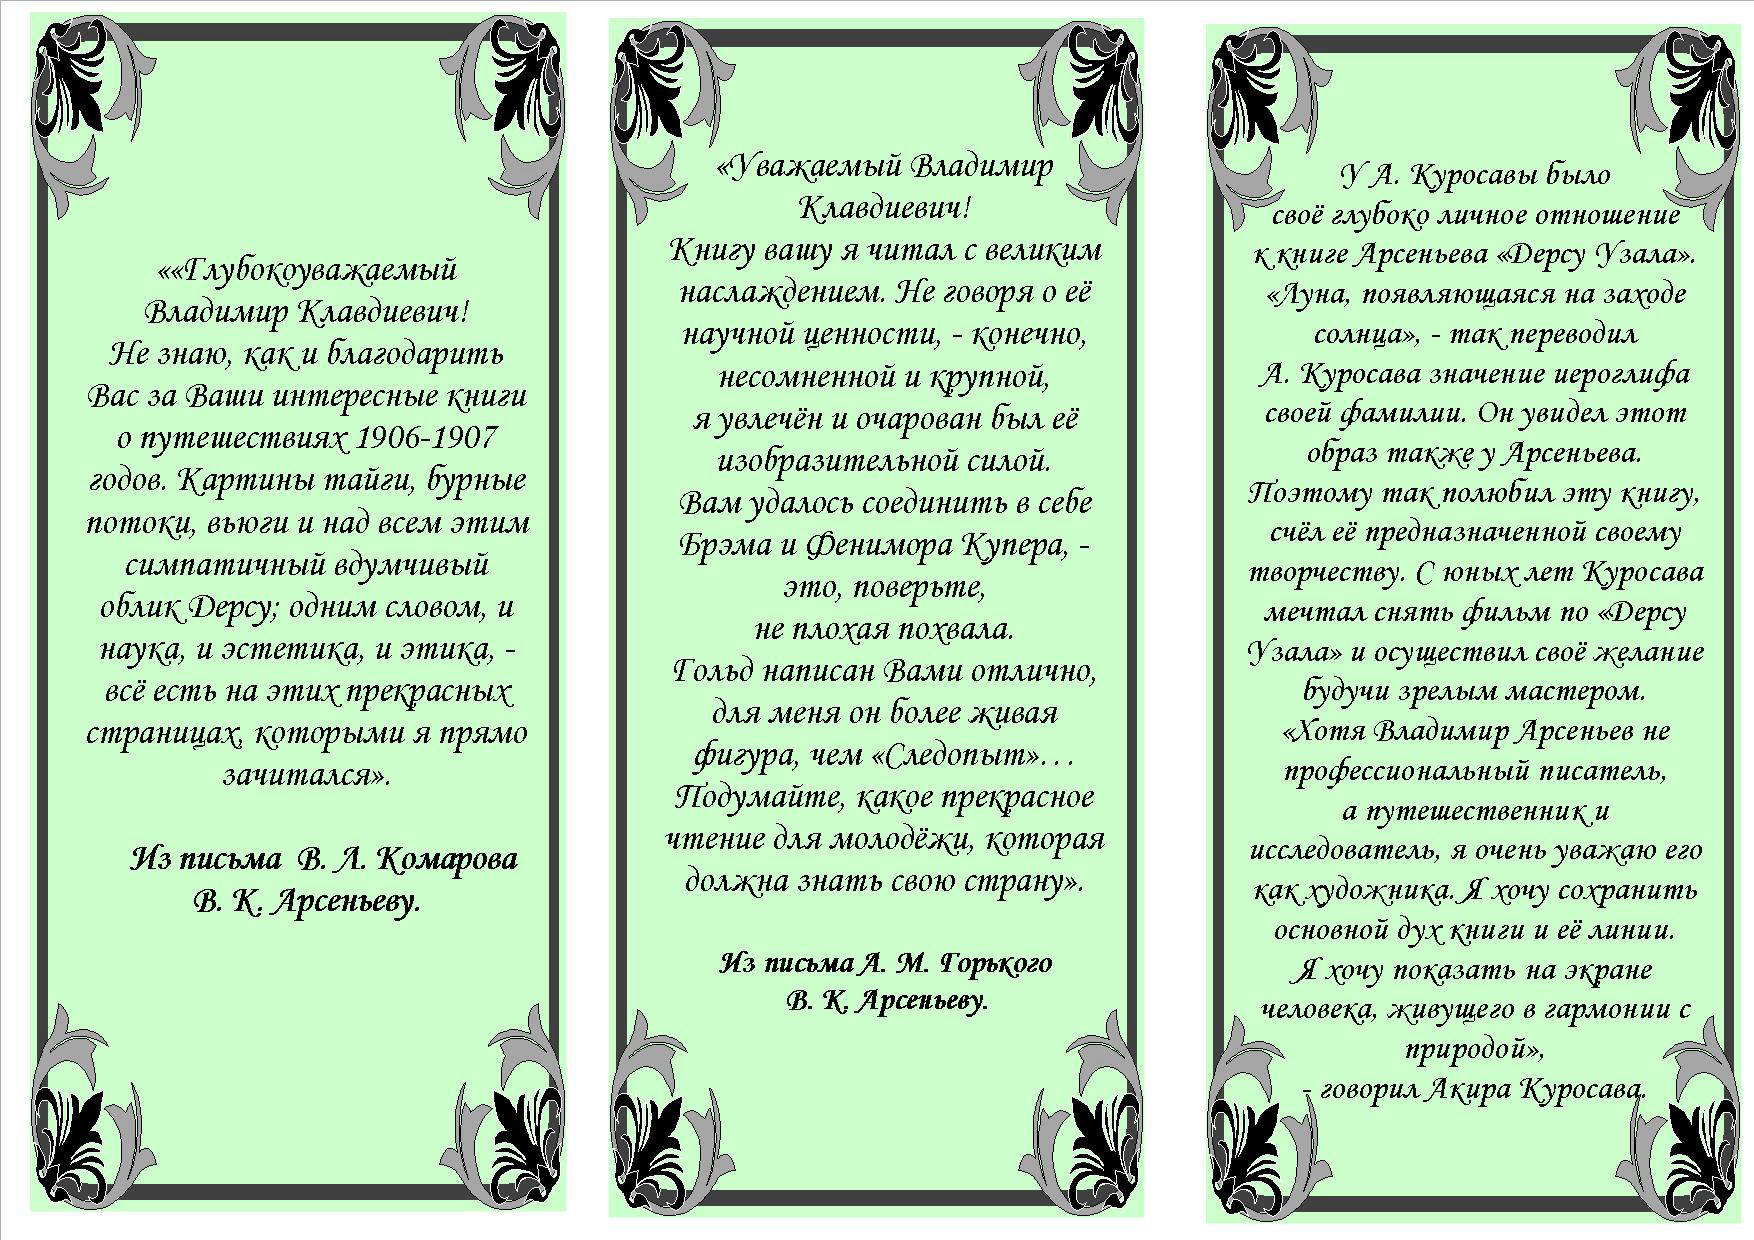 ««Глубокоуважаемый
Владимир Клавдиевич!
Не знаю, как и благодарить
Вас за Ваши интересные книги
о путешествиях 1906-1907
годов. Картины тайги, бурные
потоки, вьюги и над всем этим
симпатичный вдумчивый
облик Дерсу; одним словом, и
наука, и эстетика, и этика, -
всё есть на этих прекрасных
страницах, которыми я прямо
зачитался».
Из письма В. Л. Комарова
В. К. Арсеньеву.
«Уважаемый Владимир
Клавдиевич!
Книгу вашу я читал с великим
наслаждением. Не говоря о её
научной ценности, - конечно,
несомненной и крупной,
я увлечён и очарован был её
изобразительной силой.
Вам удалось соединить в себе
Брэма и Фенимора Купера, -
это, поверьте,
не плохая похвала.
Гольд написан Вами отлично,
для меня он более живая
фигура, чем «Следопыт»…
Подумайте, какое прекрасное
чтение для молодёжи, которая
должна знать свою страну».
Из письма А. М. Горького
В. К. Арсеньеву.
У А. Куросавы было
своё глубоко личное отношение
к книге Арсеньева «Дерсу Узала».
«Луна, появляющаяся на заходе
солнца», - так переводил
А. Куросава значение иероглифа
своей фамилии. Он увидел этот
образ также у Арсеньева.
Поэтому так полюбил эту книгу,
счёл её предназначенной своему
творчеству. С юных лет Куросава
мечтал снять фильм по «Дерсу
Узала» и осуществил своё желание
будучи зрелым мастером.
«Хотя Владимир Арсеньев не
профессиональный писатель,
а путешественник и
исследователь, я очень уважаю его
как художника. Я хочу сохранить
основной дух книги и её линии.
Я хочу показать на экране
человека, живущего в гармонии с
природой»,
- говорил Акира Куросава.